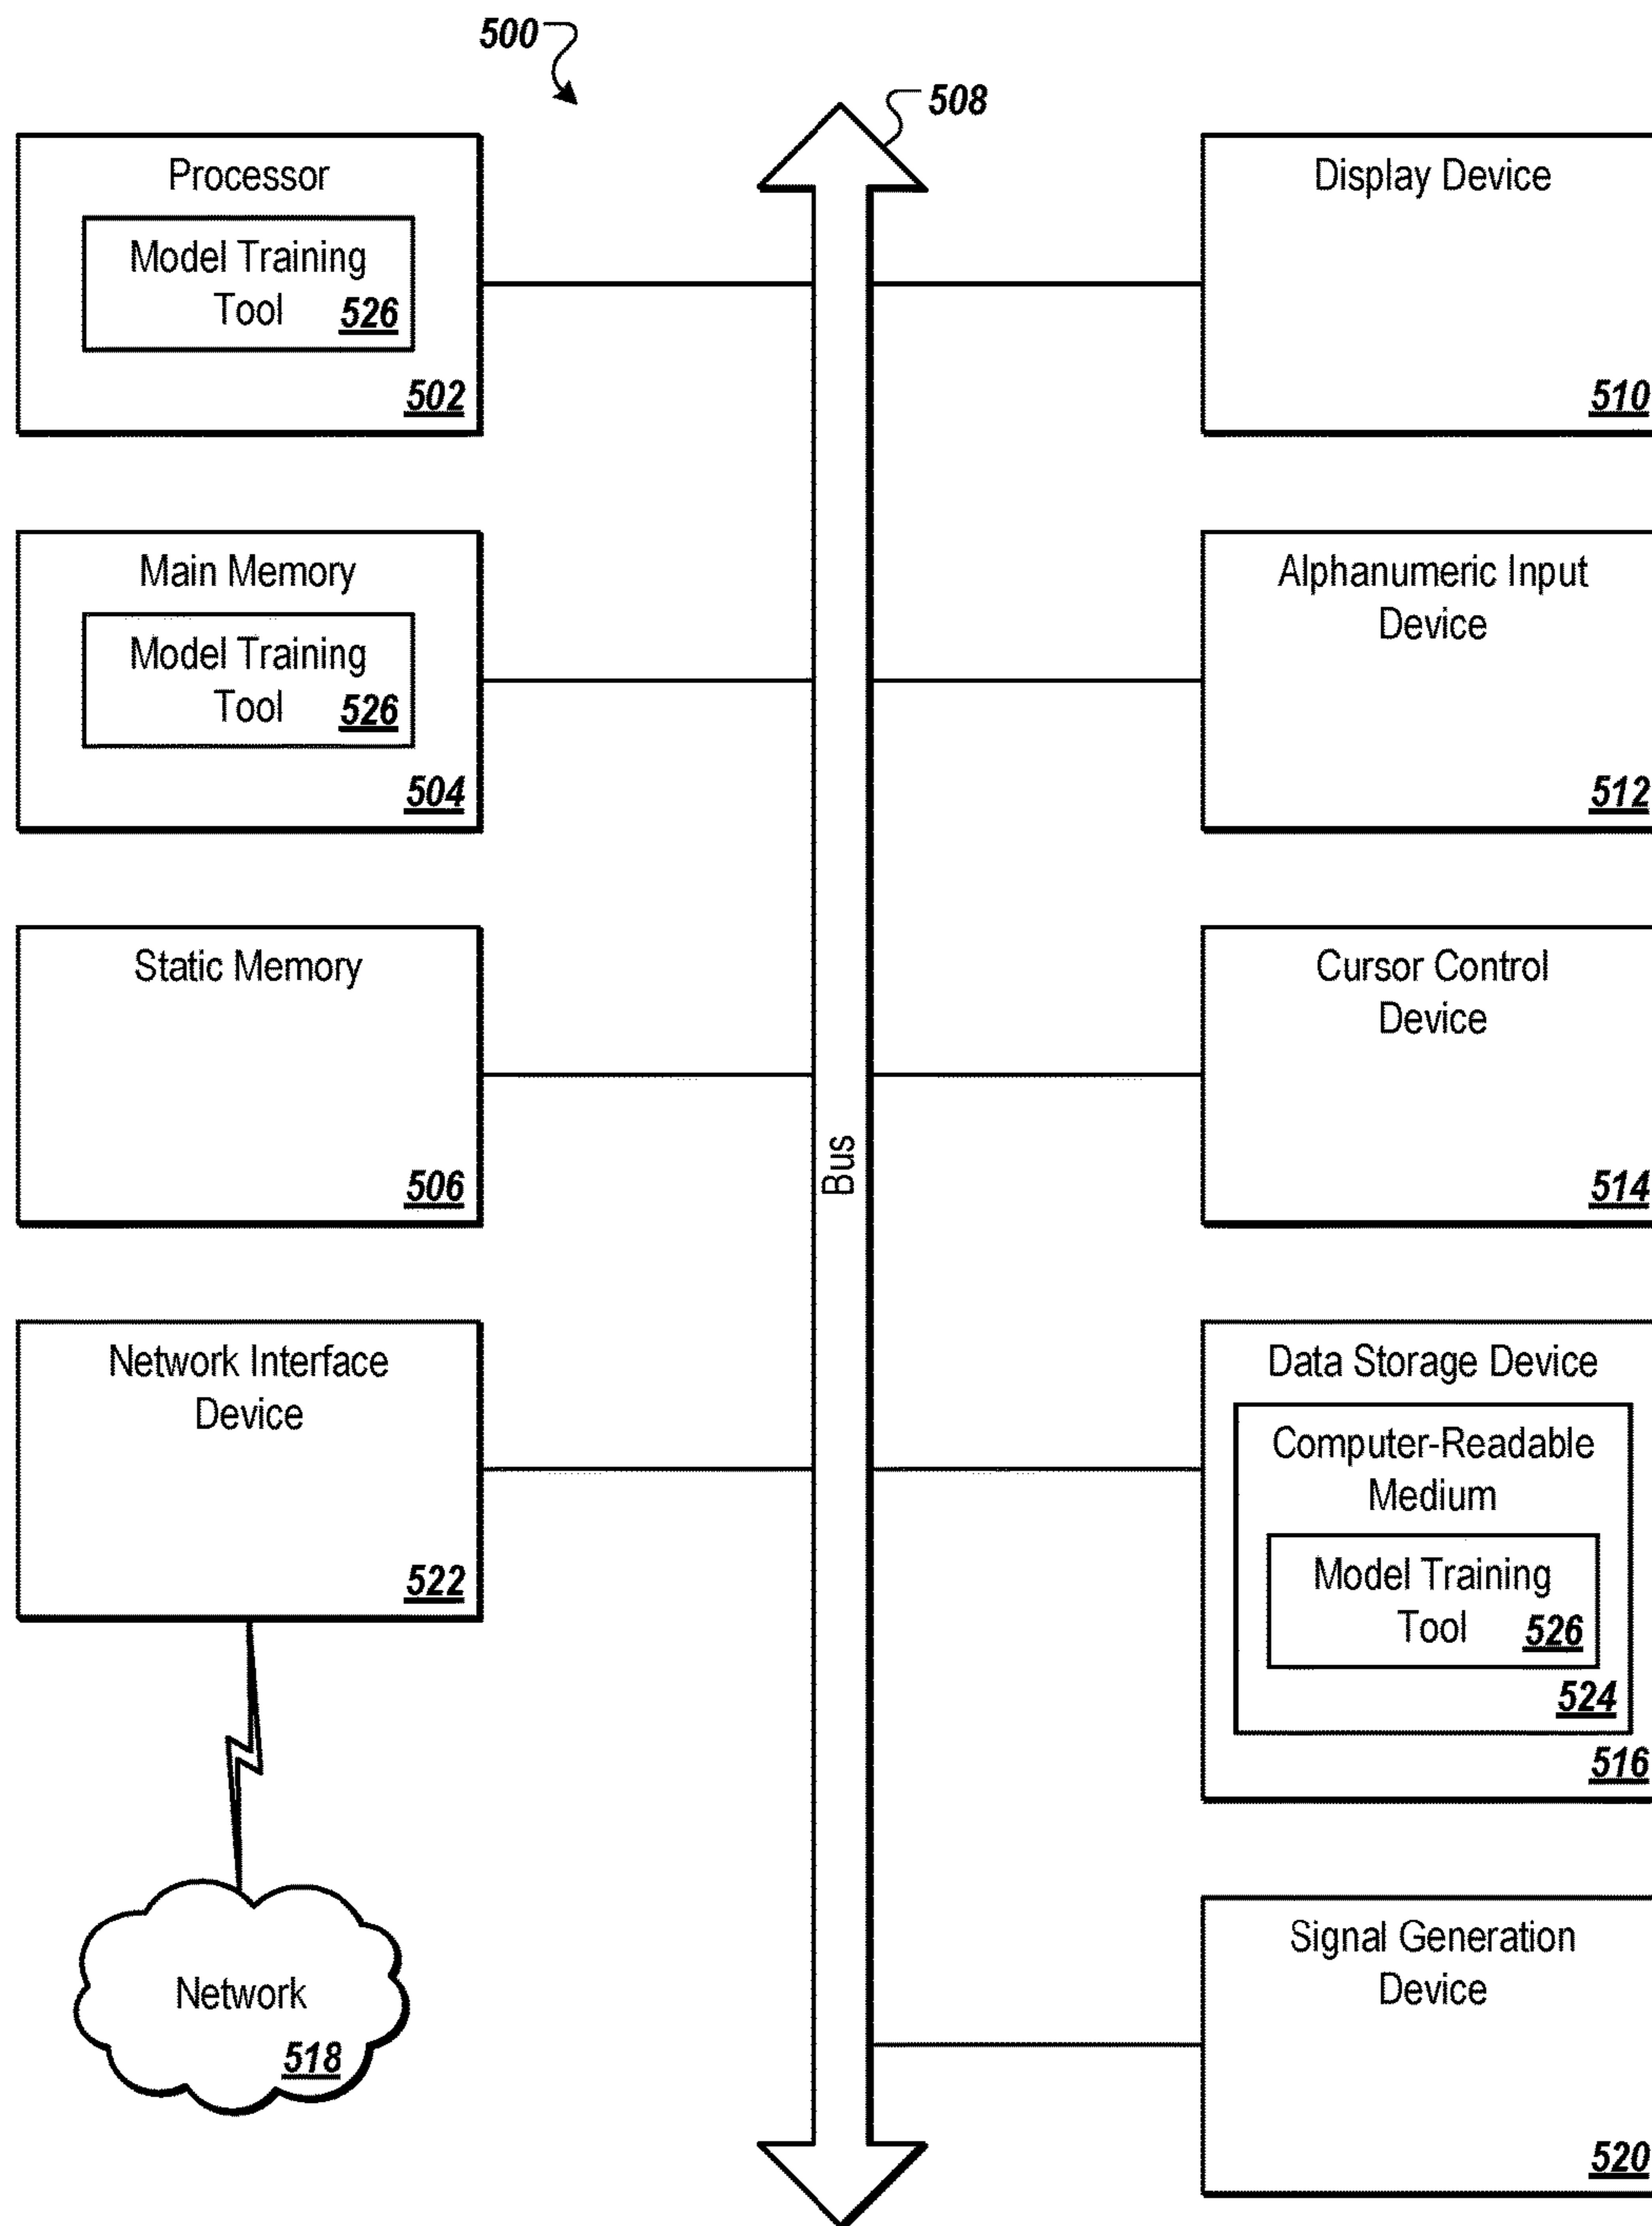 500
508
Processor
Model Training
Tool 526
502
Main Memory
Model Training
Tool 526
504
Static Memory
506
Network Interface
Device
522
Network
518
Bus
Display Device
510
Alphanumeric Input
Device
512
Cursor Control
Device
514
Data Storage Device
Computer-Readable
Medium
Model Training
Tool 526
524
516
Signal Generation
Device
520